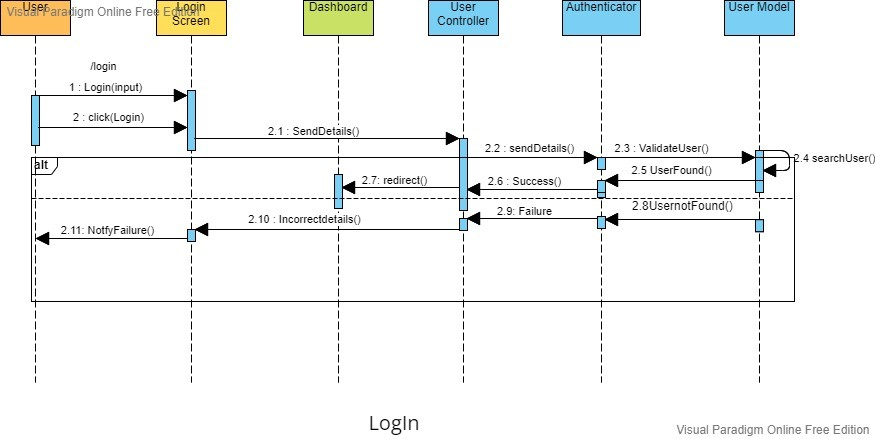 User
Visual Paradigm Online Free Edition
Login
Screen
Dashboard
User
Controller
Authenticator
User Model
/login
1 : Login(input)
2 : click(Login)
2.1 : SendDetails()
2.2 : sendDetails()
2.3 : ValidateUser()
2.4 searchUser()
alt
2.5 UserFound()
2.6 : Success()
2.7: redirect()
2.8UsernotFound()
2.9: Failure
2.10 : Incorrectdetails()
2.11: NotfyFailure()
LogIn
Visual Paradigm Online Free Edition